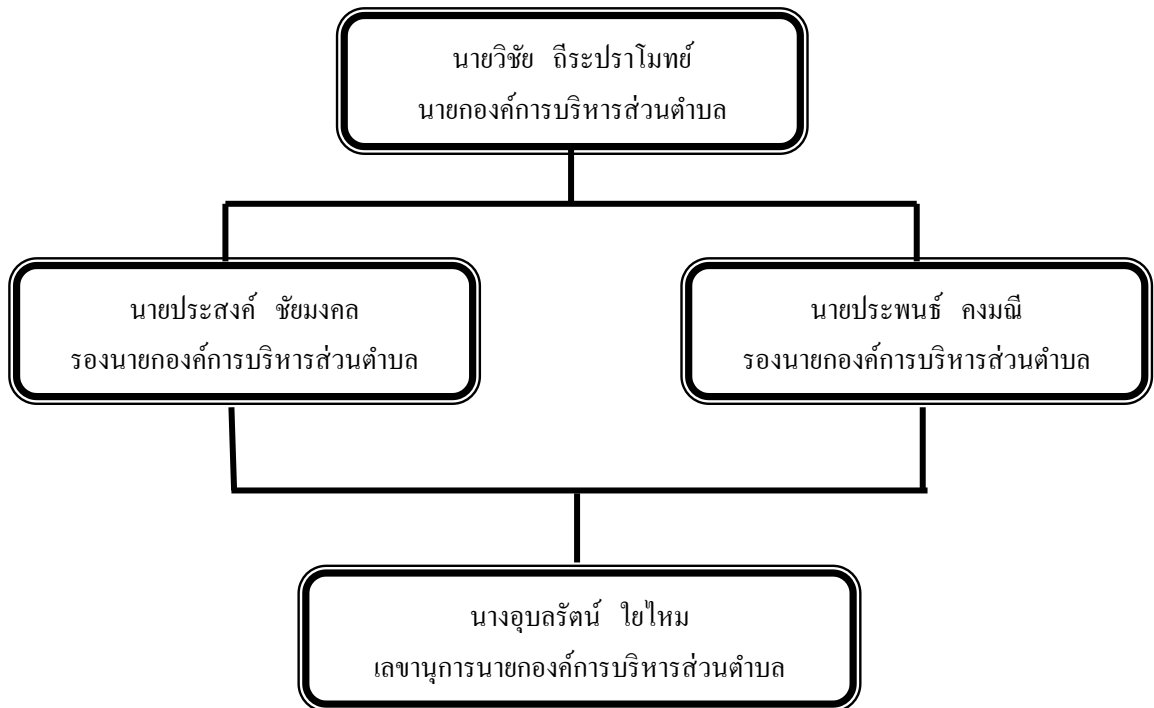 นายวิชัย ถีระปราโมทย์
นายกองค์การบริหารส่วนตำบล
นายประสงค์ ชัยมงคล
รองนายกองค์การบริหารส่วนตำบล
นายประพนธ์ คงมณี
รองนายกองค์การบริหารส่วนตำบล
นางอุบลรัตน์ ใยไหม
เลขานุการนายกองค์การบริหารส่วนตำบล